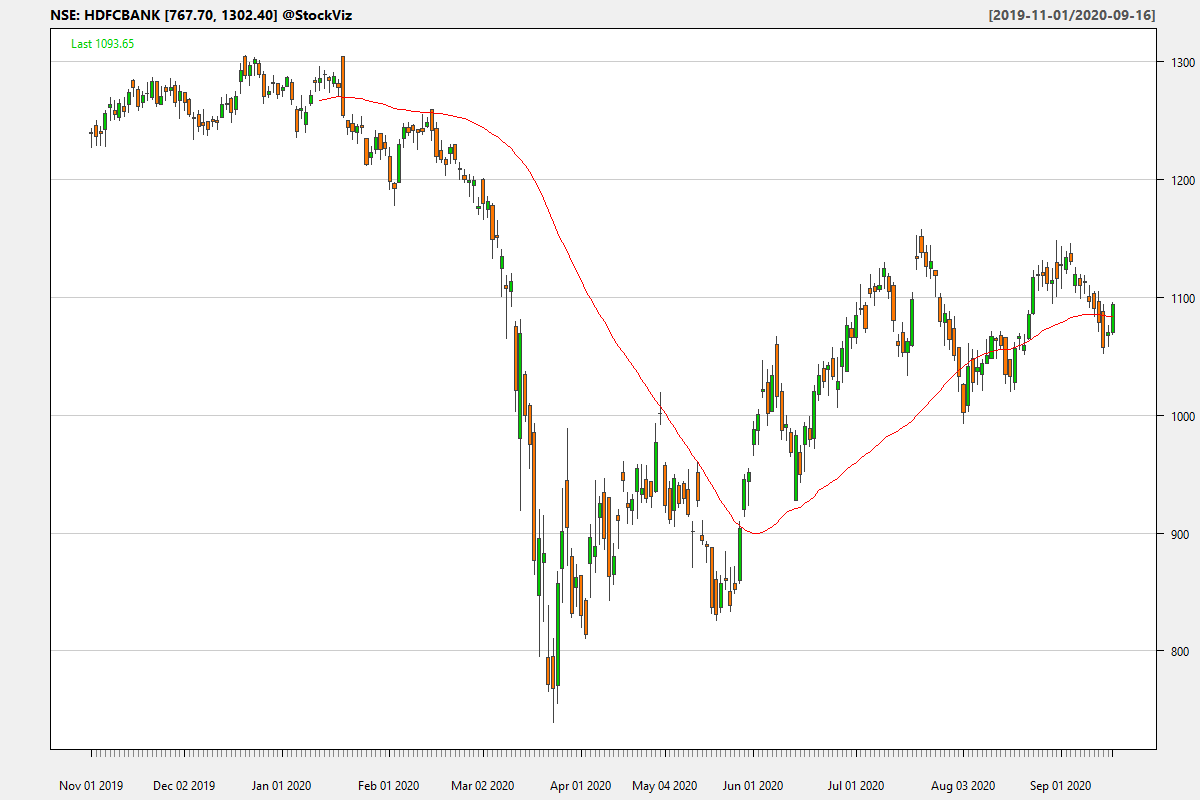 NSE: HDFCBANK [767.70, 1302.40] @StockViz [2019-11-01/2020-09-16]
Last 1093.65
1300
1200
1100
1000
900
800
Nov 01 2019 Dec 02 2019 Jan 01 2020 Feb 01 2020 Mar 02 2020 Apr 01 2020 May 04 2020 Jun 01 2020 Jul 01 2020 Aug 03 2020 Sep 01 2020